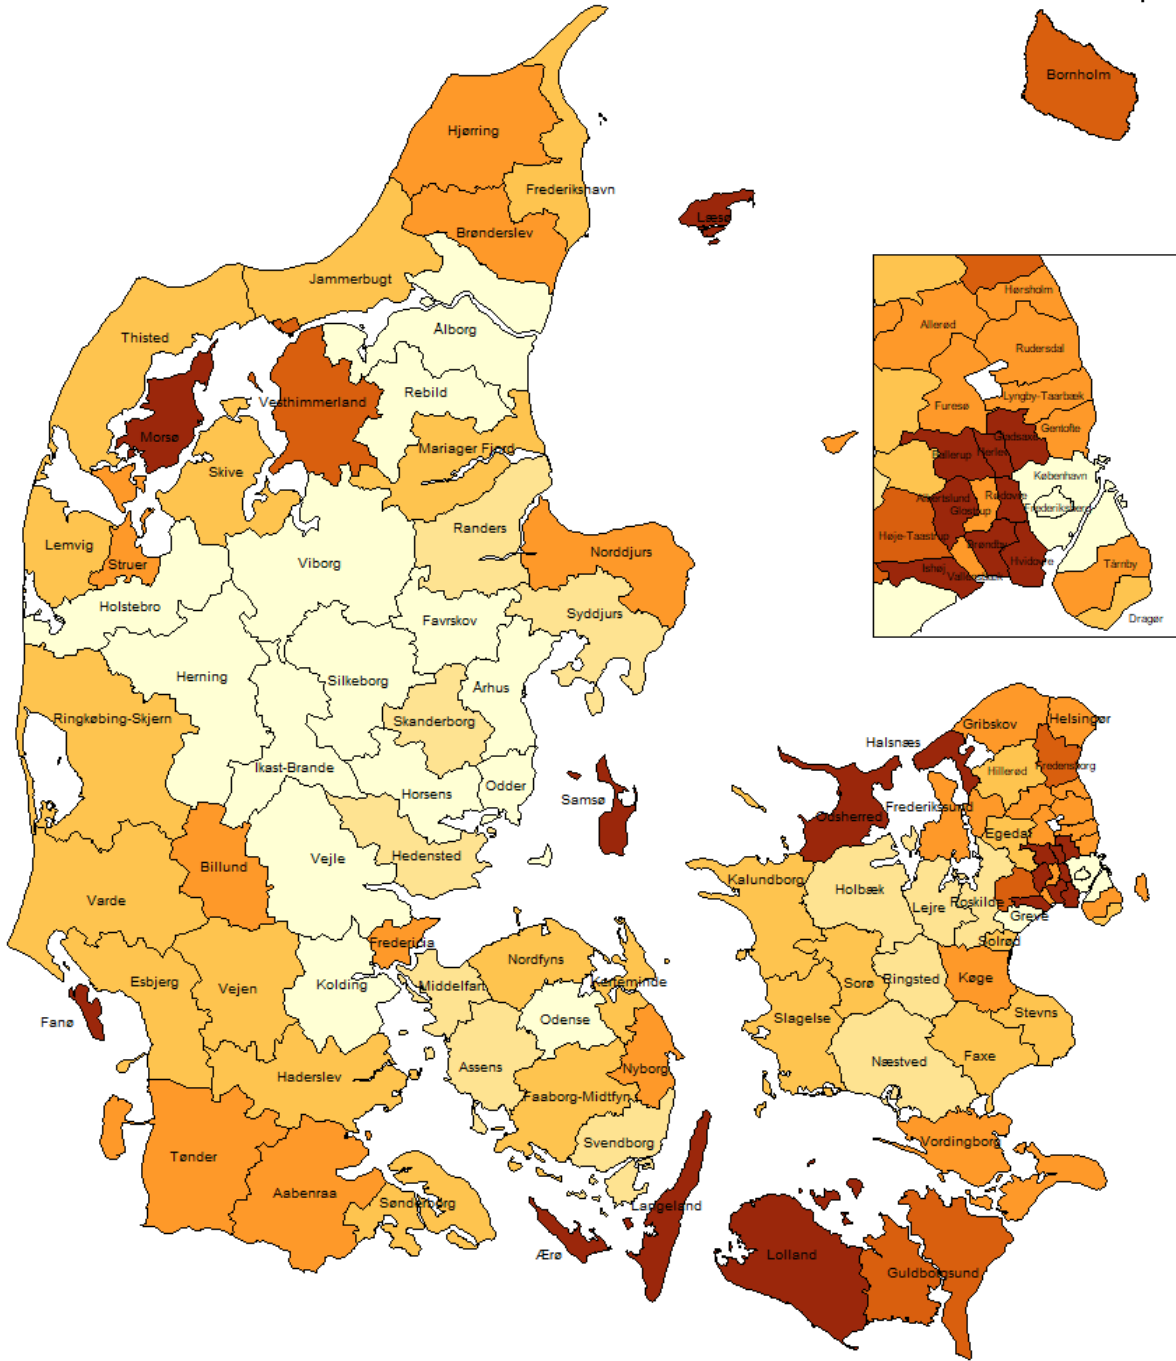 Bornholm
Hjørring
Frederikshavn
Læsø
Brønderslev
Jammerbugt
Hørsholm
Thisted
Ålborg
Allerød
Rudersdal
Rebild
Vesthimmerland
Lyngby-Taarbæk
Furesø
Gentofte
Morsø
Gladsaxe
Mariager Fjord
Ballerup
Herlev
Skive
København
Albertslund
Rødovre
Frederiksberg
Glostrup
Randers
Høje-Taastrup
Brøndby
Hvidovre
Tårnby
Ishøj
Vallensbæk
Dragør
Lemvig
Struer
Viborg
Norddjurs
Holstebro
Favrskov
Syddjurs
Herning
Silkeborg
Århus
Ringkøbing-Skjern
Skanderborg
Gribskov
Helsingør
Halsnæs
Hillerød
Fredensborg
Ikast-Brande
Horsens
Odder
Samsø
Frederikssund
Odsherred
Egedal
Billund
Vejle
Hedensted
Kalundborg
Holbæk
Varde
Lejre
Roskilde
Greve
Solrød
Fredericia
Nordfyns
Esbjerg
Vejen
Kolding
Middelfart
Kerteminde
Sorø
Ringsted
Køge
Fanø
Odense
Slagelse
Stevns
Næstved
Faxe
Haderslev
Assens
Nyborg
Faaborg-Midtfyn
Svendborg
Vordingborg
Tønder
Aabenraa
Sønderborg
Langeland
Ærø
Lolland
Guldborgsund